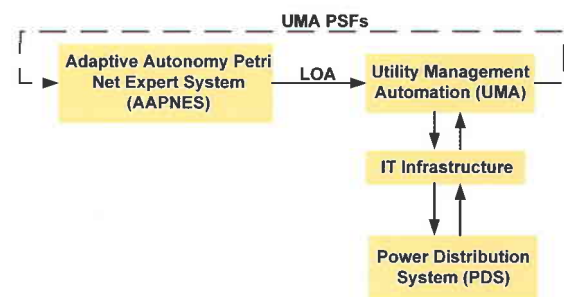 UMA PSFs
Adaptive Autonomy Petri
Net Expert System
(AAPNES)
LOA
Utility Management
Automation (UMA)
IT Infrastructure
Power Distribution
System (PDS)